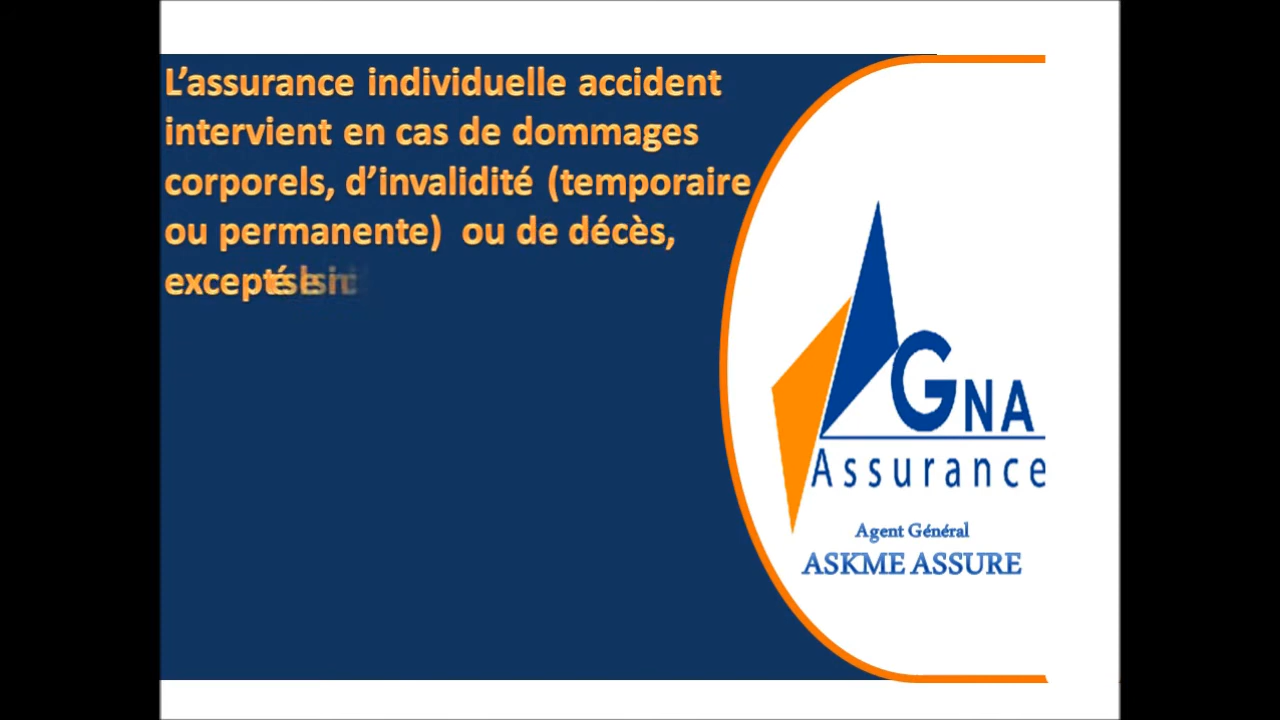 L’assurance individuelle accident
intervient en cas de dommages
corporels, d’invalidité (temporaire
ou permanente) ou de décès,
excepté
GNA
Assurance
Agent Général
ASKME ASSURE